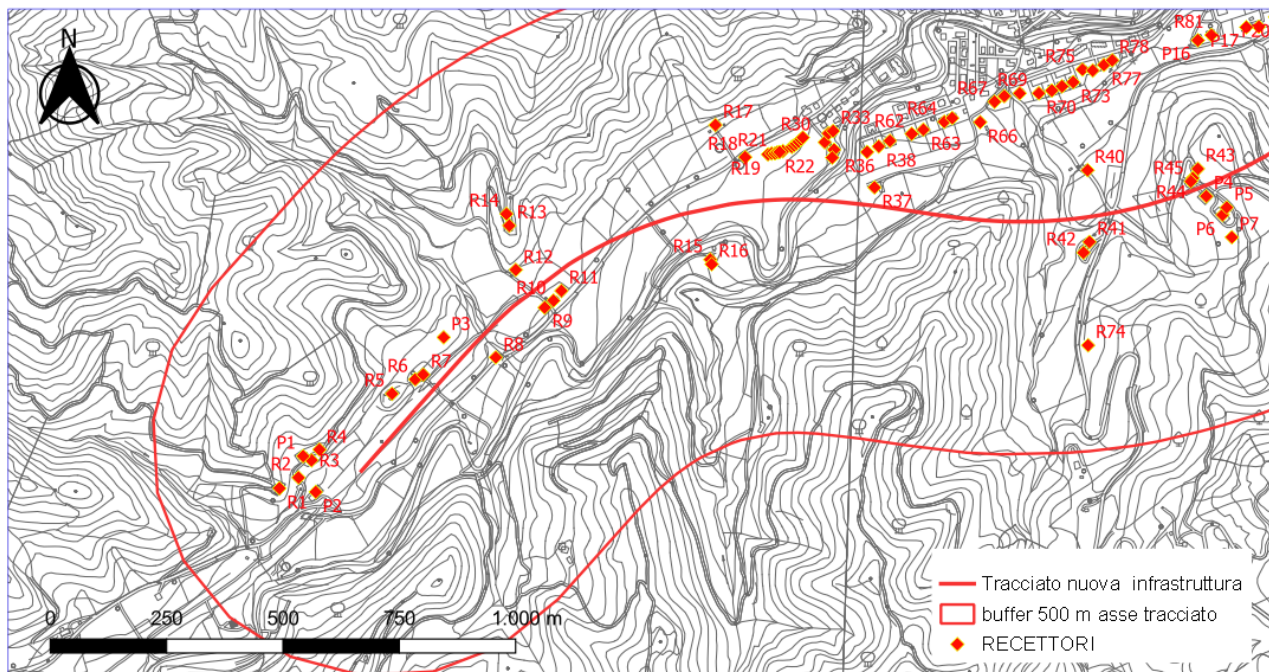 N
R81
P17
P20
P16
R78
R75
R77
R69
R67
R73
R70
R17
R33
R30
R64
R62
R66
R63
R18
R21
R19
R22
R36
R38
R37
R40
R43
R45
R44
P4
P5
P6
P7
R14
R13
R41
R42
R15
R16
R12
R11
R10
R9
P3
R8
R7
R6
R5
R74
P1
R4
R2
R3
R1
P2
0
250
500
750
1.000 m
Tracciato nuova infrastruttura
buffer 500 m asse tracciato
RECETTORI